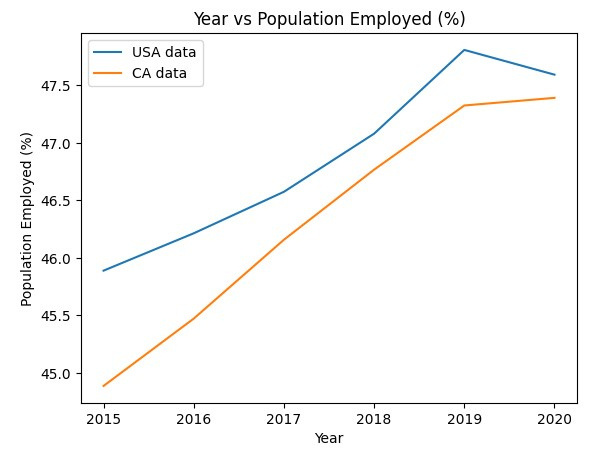 Year vs Population Employed (%)
USA data
CA data
Population Employed (%)
47.5
47.0
46.5
46.0
45.5
45.0
2015 2016 2017 2018 2019 2020
Year